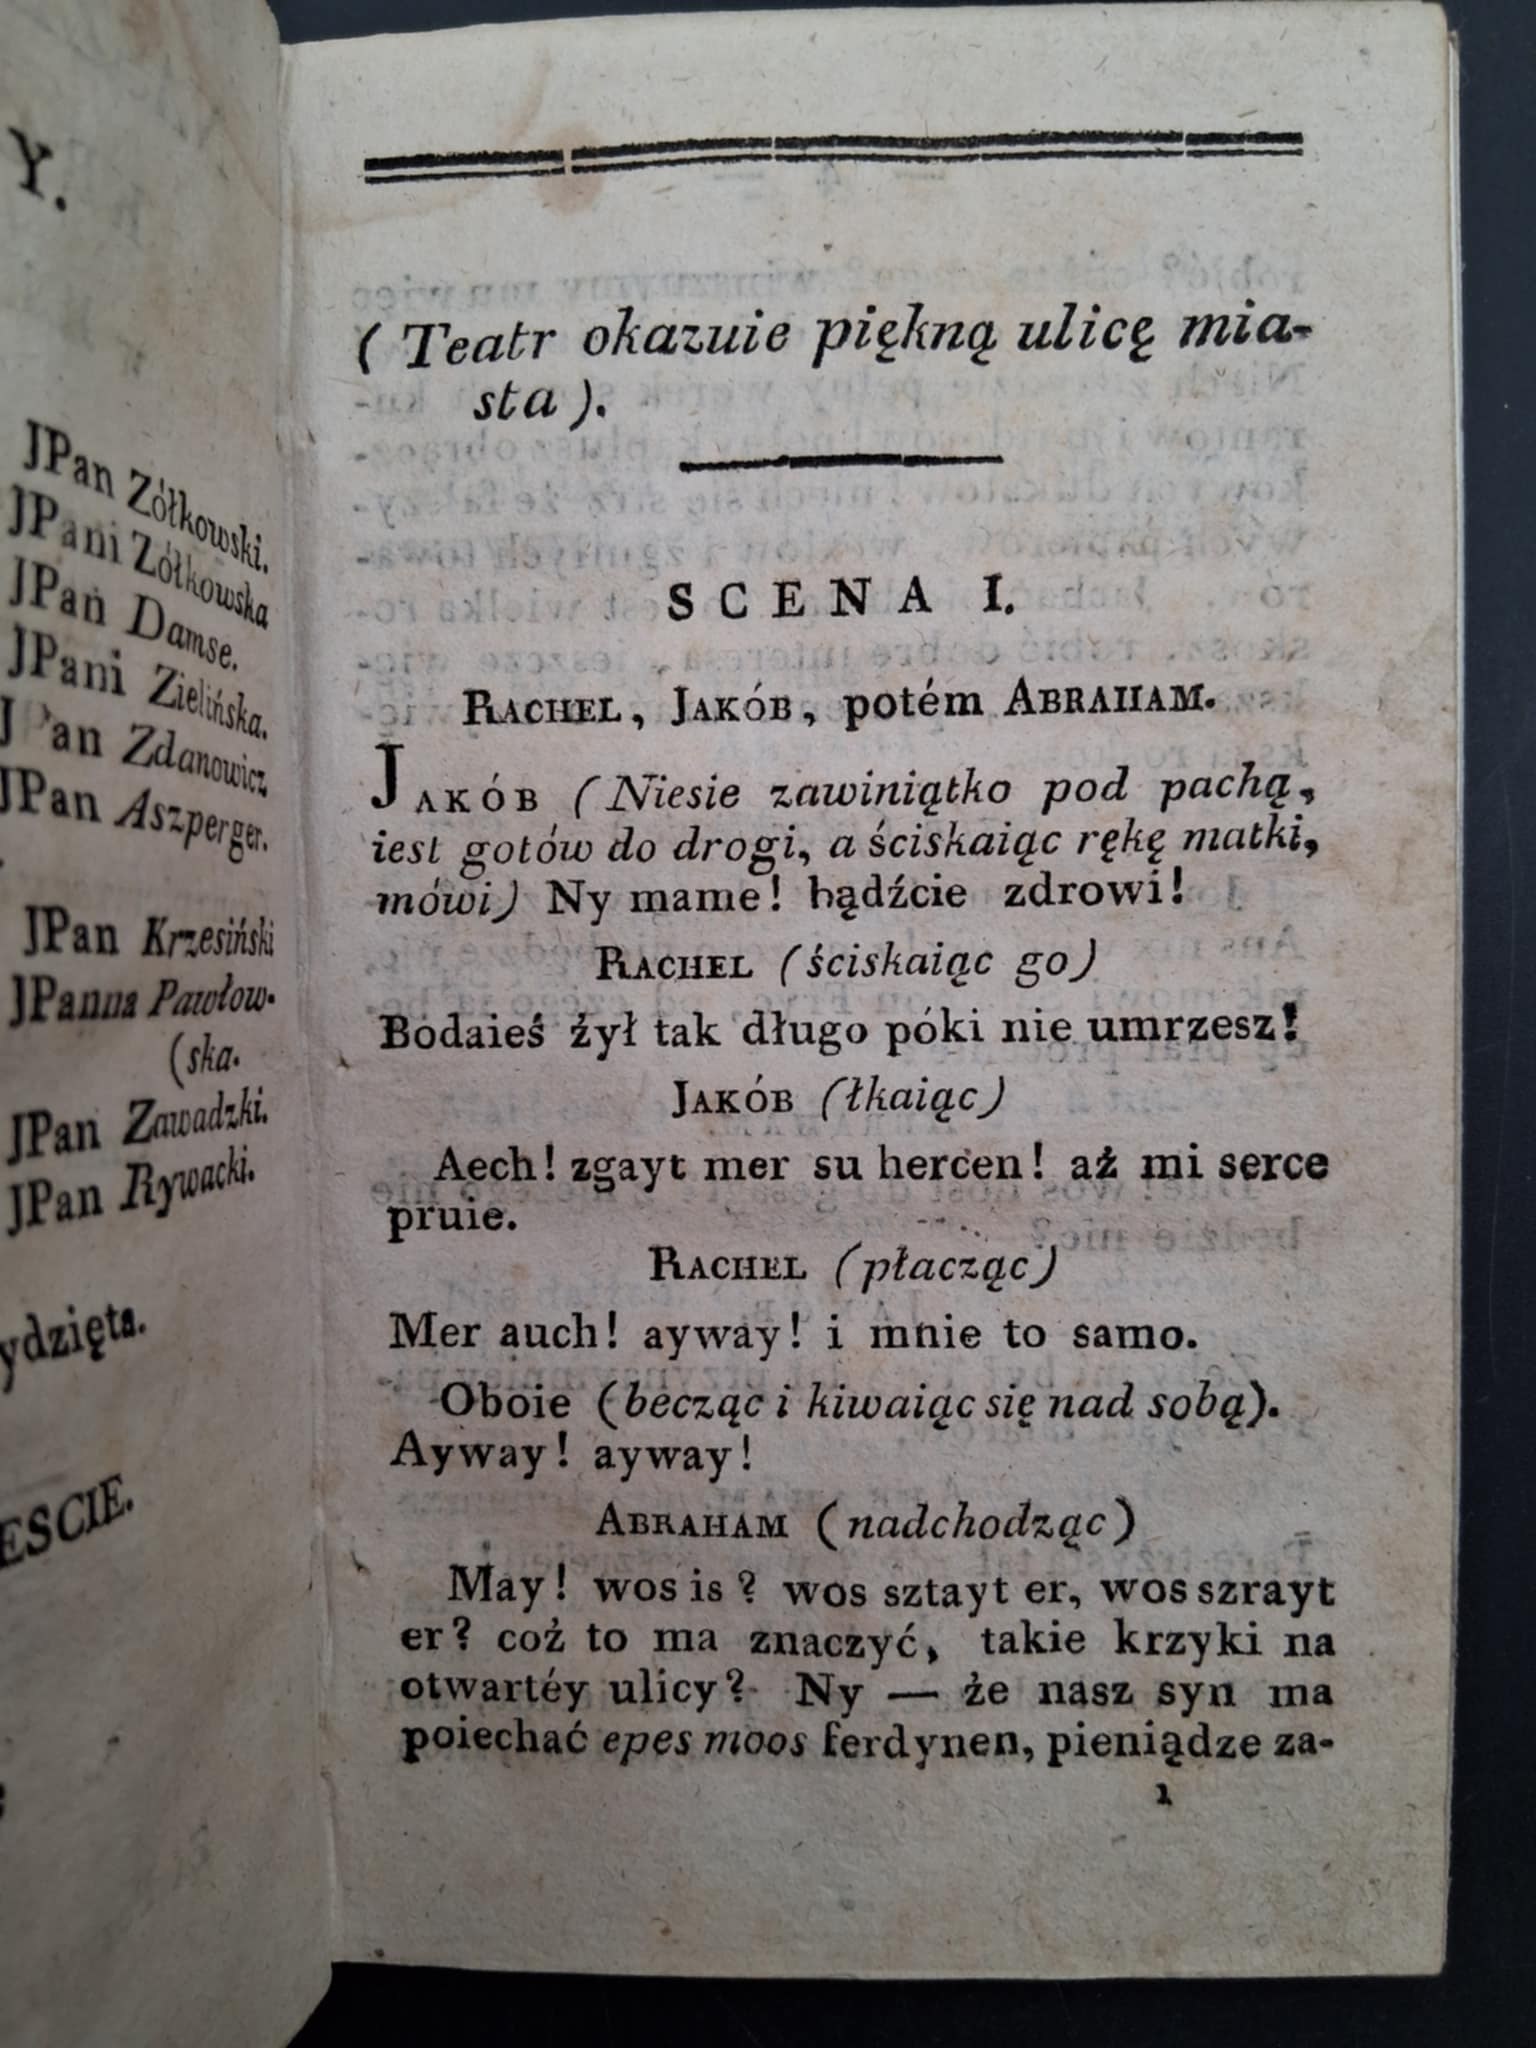 Y.
JPan Zółkowski.
JPani Zółkowska
JPan Damse.
JPani Zielińska.
Pan Zdanowicz
JPan Aszperger.
JPan Krzesiński
JPanna Pawłow-
(ska.
JPan Zawadzki.
JPan Rywacki.
ydzięta.
ESCIE.
( Teatr okazuie piękną ulicę mia-
sta ).
SCENA I.
RACHEL, JAKÓB, potém ABRAHAM.
JAKÓB (Niesie zawiniątko pod pachą,
iest gotów do drogi, a ściskaiąc rękę matki,
mówi) Ny mame! bądźcie zdrowi!
RACHEL (ściskaiąc go)
Bodaieś żył tak długo póki nie umrzesz!
JAKÓB (łkaiąc)
Aech! zgayt mer su hercen! aż mi serce
pruie.
RACHEL (płacząc)
Mer auch! ayway! i mnie to samo.
Oboie (becząc i kiwaiąc się nad sobą).
Ayway! ayway!
ABRAHAM (nadchodząc)
May! wos is? wos sztayt er, wos szrayt
er? coż to ma znaczyć, takie krzyki na
otwartéy ulicy? Ny — że nasz syn ma
poiechać epes moos ferdynen, pieniądze za-
1